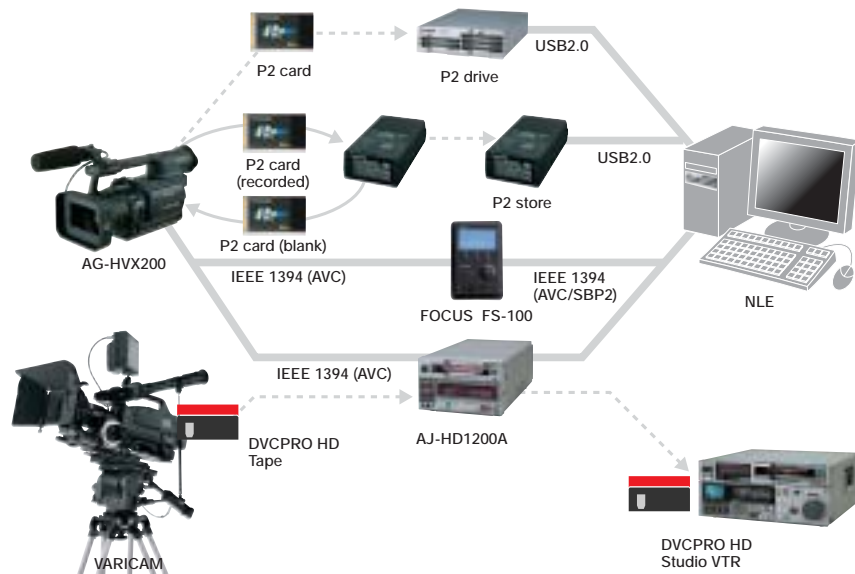 P2 card
P2 drive
USB2.0
P2 card
(recorded)
P2 card (blank)
P2 store
USB2.0
AG-HVX200
IEEE 1394 (AVC)
FOCUS FS-100
IEEE 1394
(AVC/SBP2)
NLE
IEEE 1394 (AVC)
AJ-HD1200A
DVCPRO HD
Tape
VARICAM
DVCPRO HD
Studio VTR